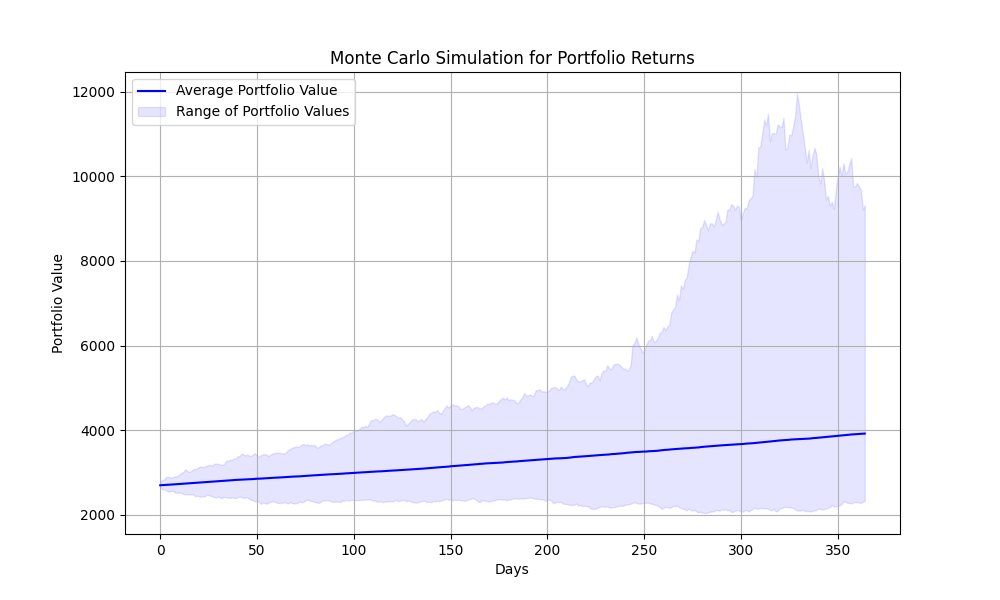 Monte Carlo Simulation for Portfolio Returns
Average Portfolio Value
Range of Portfolio Values
12000
10000
8000
6000
4000
2000
Portfolio Value
0 50 100 150 200 250 300 350
Days